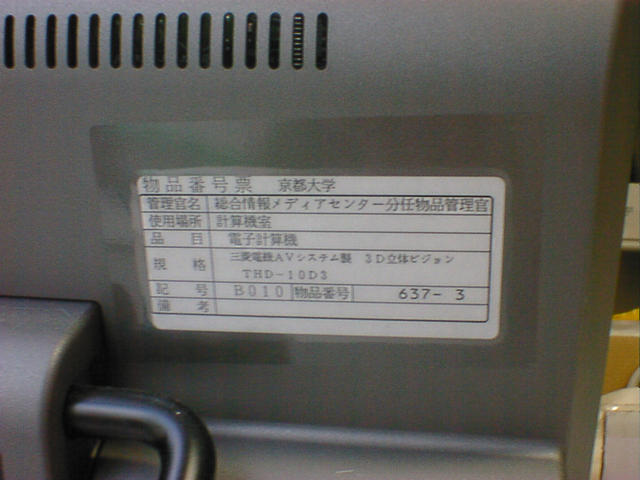 物品番号票 京都大学
管理官名 総合情報メディアセンター分任物品管理官
使用場所 計算機室
品目 電子計算機
規格 三菱電機AVシステム製 3D立体ビジョン
THD-10D3
記号 B010 物品番号 637-3
備考